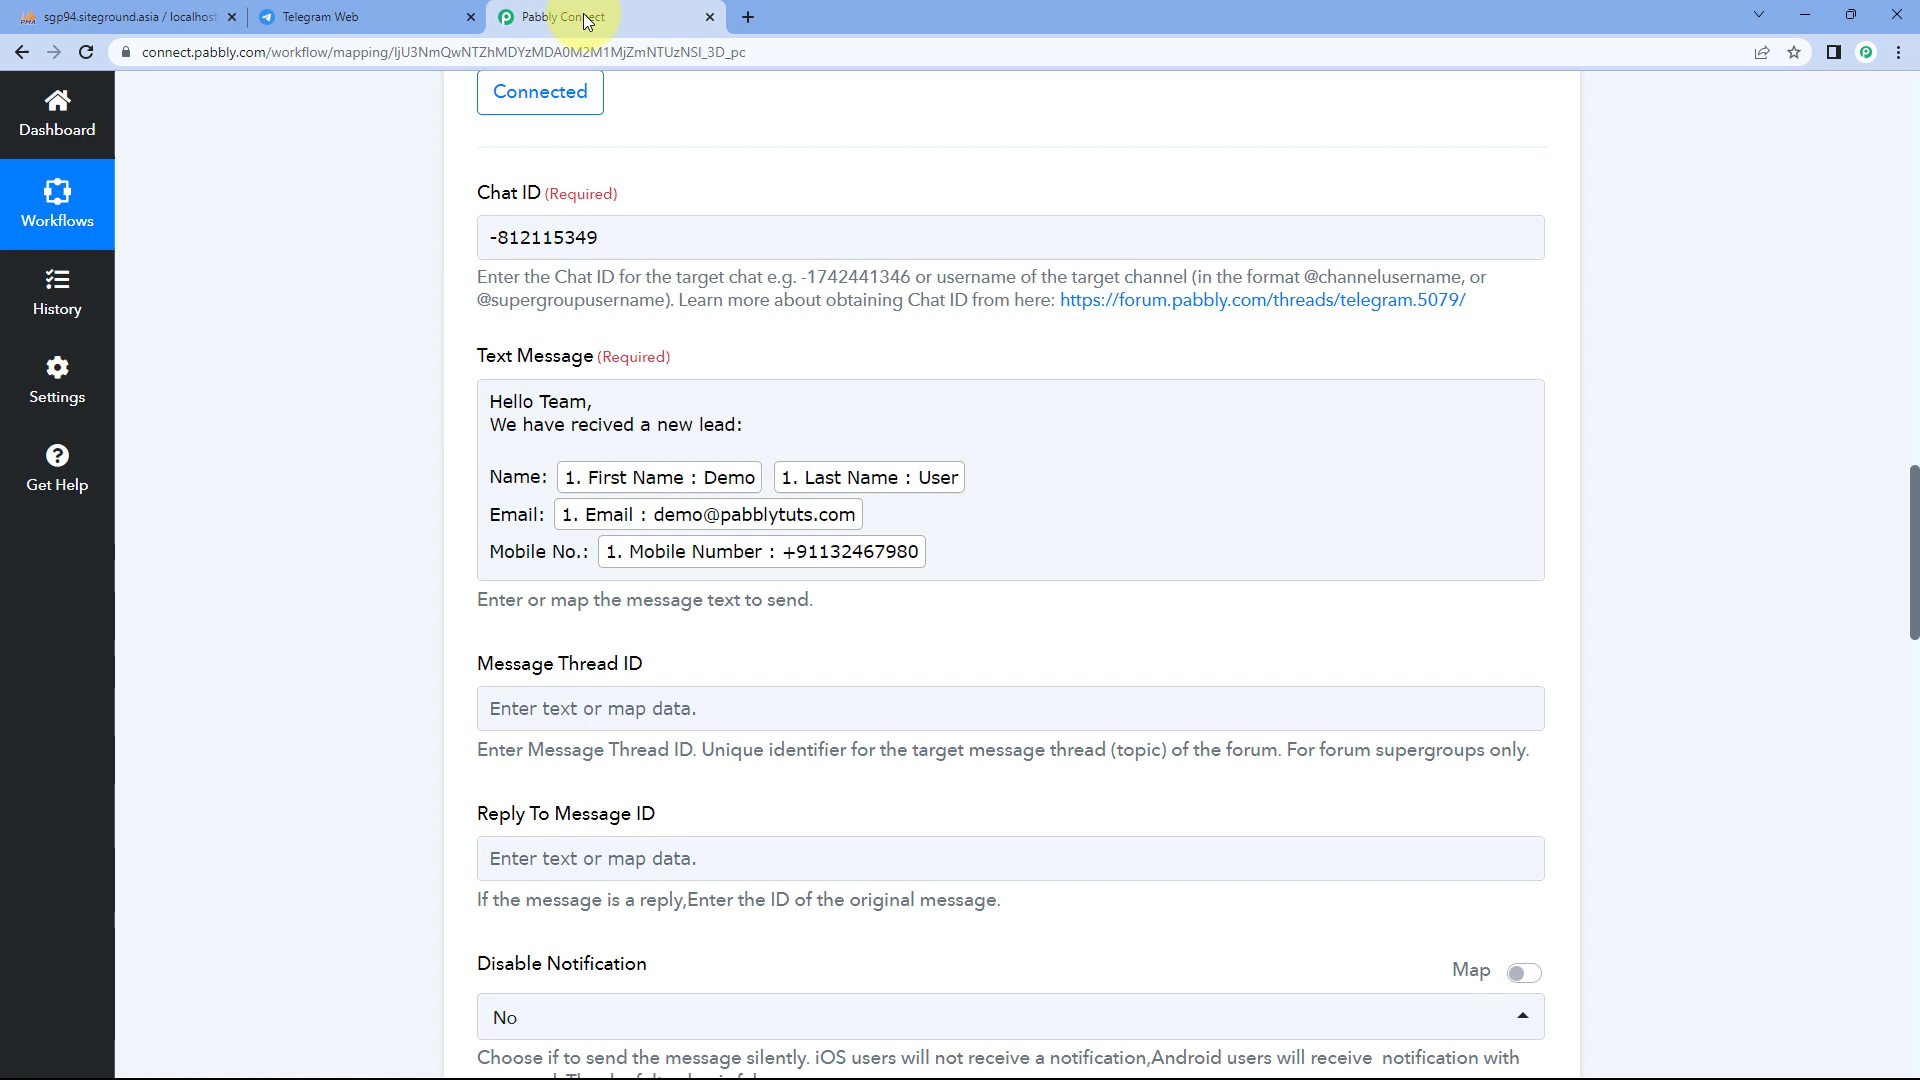 sgp94.siteground.asia / localhost
Telegram Web
Pabbly Connect
connect.pabbly.com/workflow/mapping/IjU3NmQwNTZhMDYzMDA0M2M1MjZmNTUzNSI_3D_pc
Dashboard
Workflows
History
Settings
Get Help
Connected
Chat ID (Required)
-812115349
Enter the Chat ID for the target chat e.g. -1742441346 or username of the target channel (in the format @channelusername, or
@supergroupusername). Learn more about obtaining Chat ID from here: https://forum.pabbly.com/threads/telegram.5079/
Text Message (Required)
Hello Team,
We have recived a new lead:
Name: 1. First Name : Demo 1. Last Name : User
Email: 1. Email : demo@pabblytuts.com
Mobile No.: 1. Mobile Number : +91132467980
Enter or map the message text to send.
Message Thread ID
Enter text or map data.
Enter Message Thread ID. Unique identifier for the target message thread (topic) of the forum. For forum supergroups only.
Reply To Message ID
Enter text or map data.
If the message is a reply,Enter the ID of the original message.
Disable Notification
Map
No
Choose if to send the message silently. iOS users will not receive a notification,Android users will receive notification with